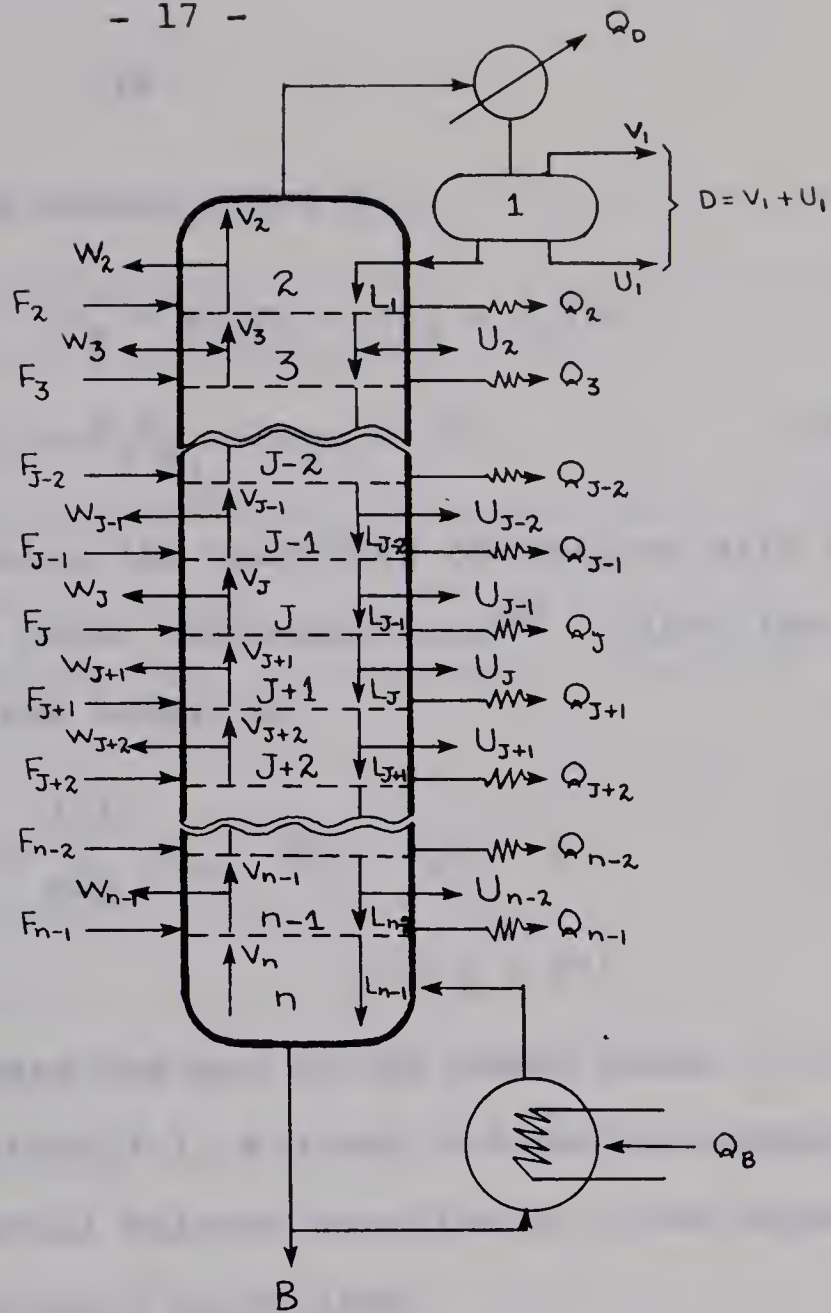 - 17 -
Q_D
V_1
1
D = V_1 + U_1
U_1
V_2
W_2
2
L_1
F_2
Q_2
W_3
V_3
U_2
3
F_3
Q_3
F_J-2
J-2
Q_J-2
W_J-1
V_J-1
U_J-2
F_J-1
J-1
L_J-2
Q_J-1
W_J
V_J
U_J-1
F_J
J
L_J-1
Q_J
W_J+1
V_J+1
U_J
F_J+1
J+1
L_J
Q_J+1
W_J+2
V_J+2
U_J+1
F_J+2
J+2
L_J+1
Q_J+2
F_n-2
Q_n-2
W_n-1
V_n-1
U_n-2
F_n-1
n-1
L_n-2
Q_n-1
V_n
n
L_n-1
Q_B
B